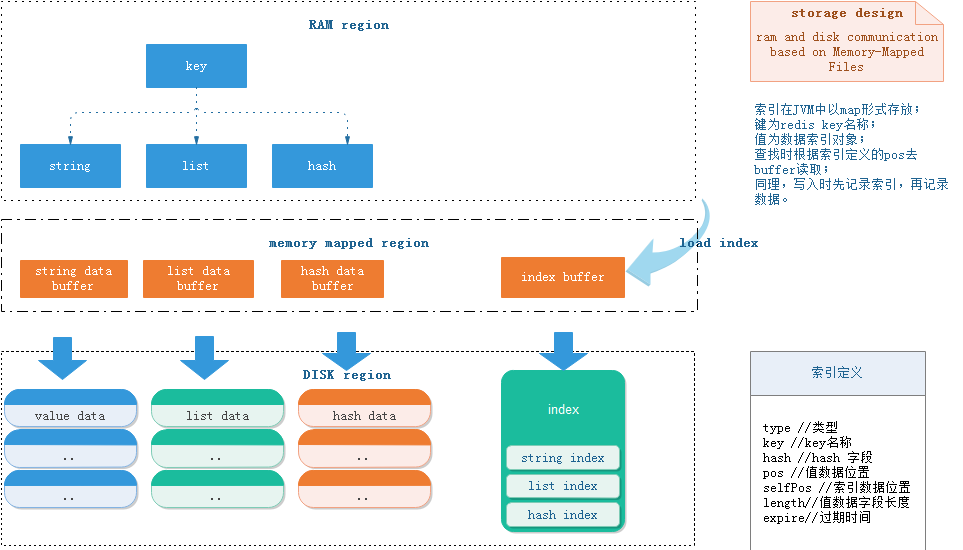 RAM region
key
string
list
hash
storage design
ram and disk communication
based on Memory-Mapped
Files
索引在JVM中以map形式存放；
键为redis key名称；
值为数据索引对象；
查找时根据索引定义的pos去
buffer读取；
同理，写入时先记录索引，再记录
数据。
memory mapped region
load index
string data
buffer
list data
buffer
hash data
buffer
index buffer
DISK region
value data
..
..
list data
..
..
hash data
..
..
index
string index
list index
hash index
索引定义
type //类型
key //key名称
hash //hash 字段
pos //值数据位置
selfPos //索引数据位置
length//值数据字段长度
expire//过期时间